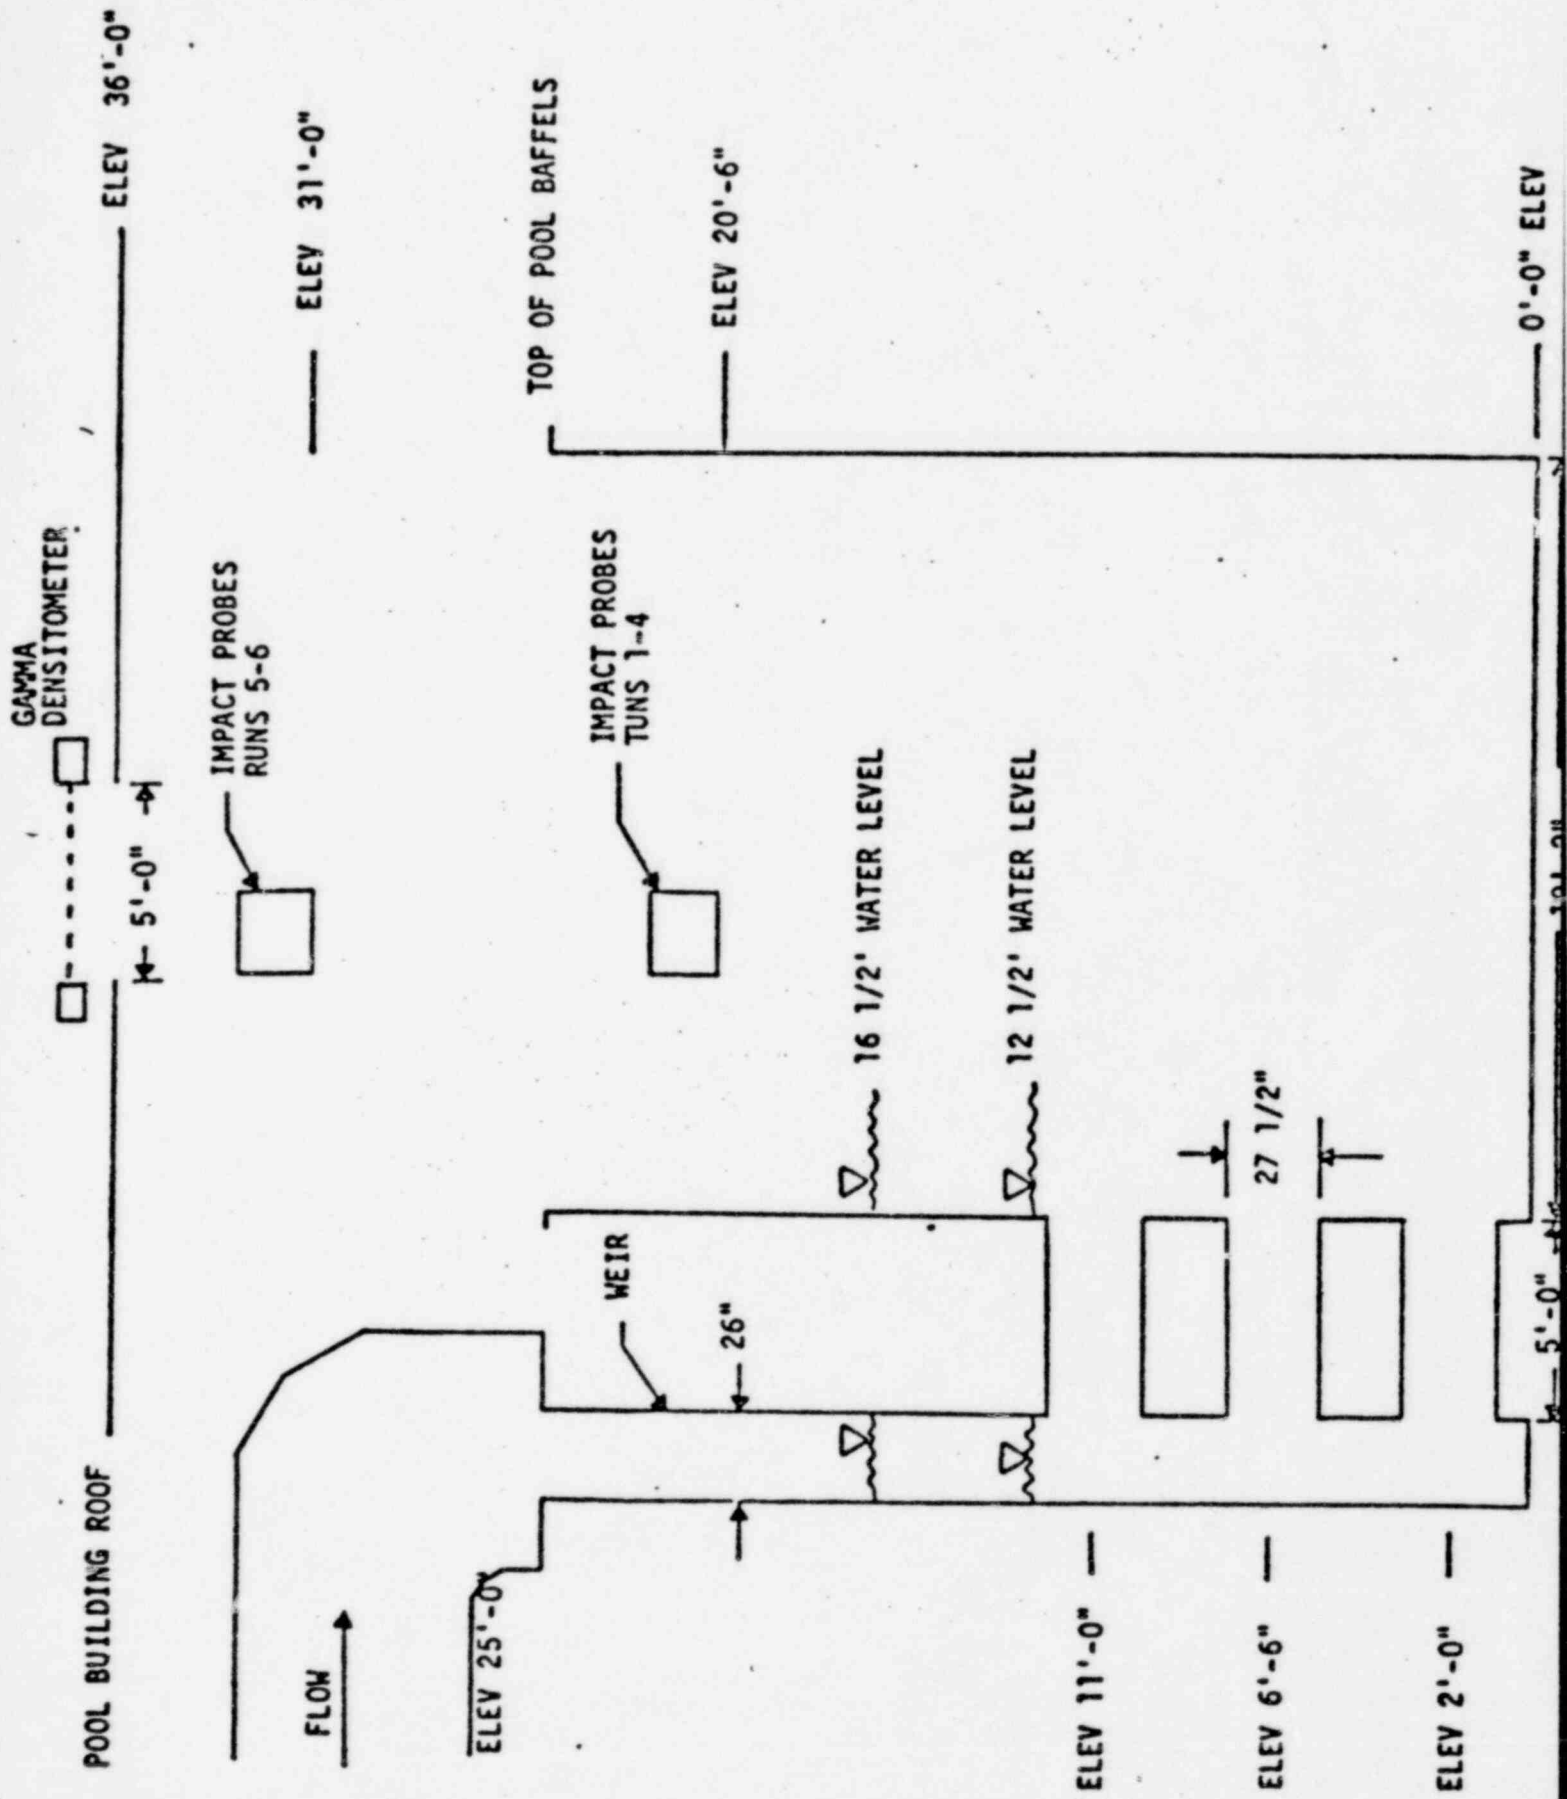 GAMMA
DENSITOMETER
ELEV 36'-0"
POOL BUILDING ROOF
5'-0"
IMPACT PROBES
RUNS 5-6
ELEV 31'-0"
FLOW
ELEV 25'-0"
TOP OF POOL BAFFELS
IMPACT PROBES
TUNS 1-4
WEIR
ELEV 20'-6"
26"
16 1/2' WATER LEVEL
12 1/2' WATER LEVEL
ELEV 11'-0"
27 1/2"
ELEV 6'-6"
ELEV 2'-0"
0'-0" ELEV
5'-0"